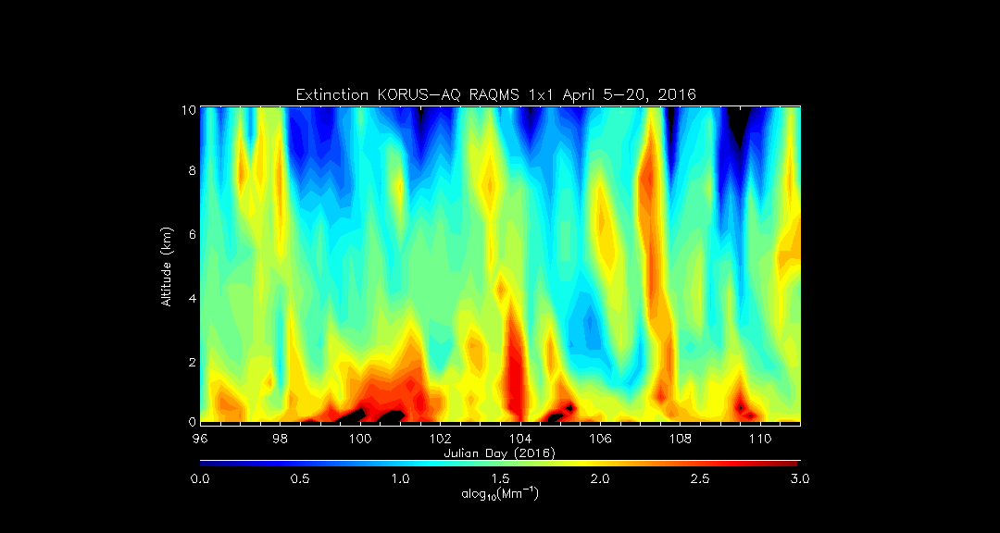 Extinction KORUS-AQ RAQMS 1x1 April 5-20, 2016
10
8
6
4
2
0
Altitude (km)
96 98 100 102 104 106 108 110
Julian Day (2016)
0.0 0.5 1.0 1.5 2.0 2.5 3.0
alog₁₀(Mm⁻¹)